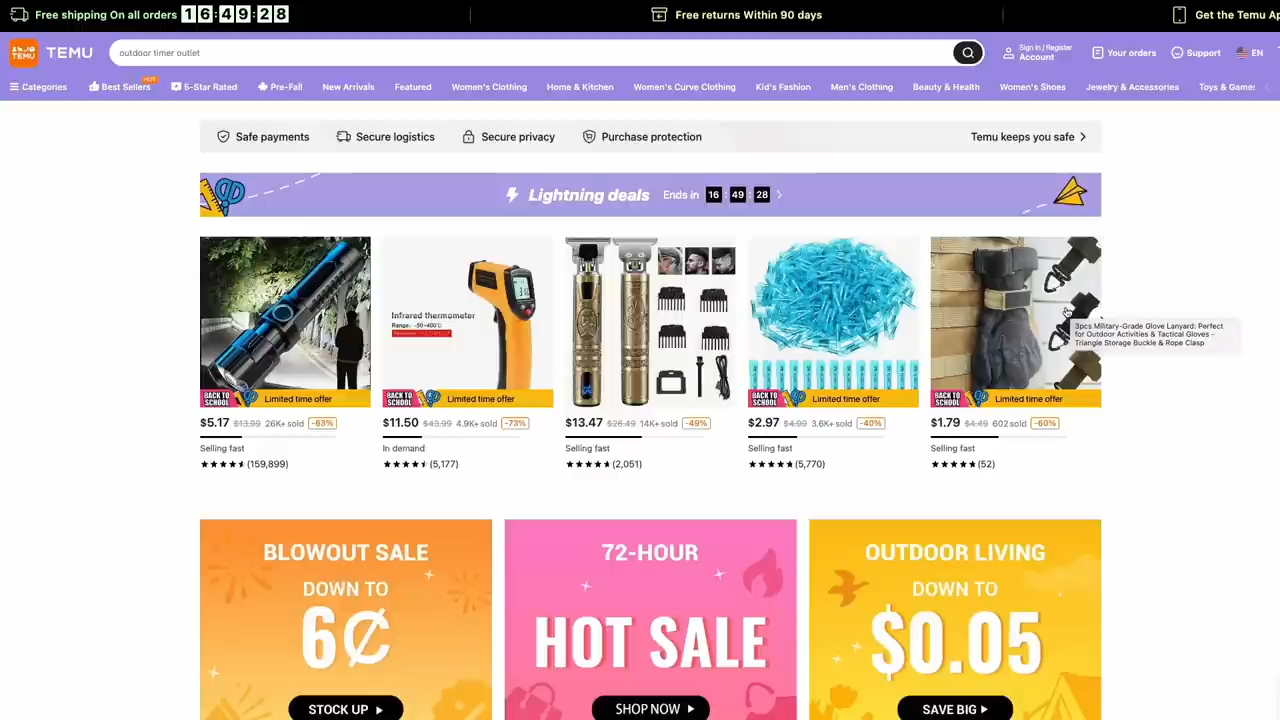 Free shipping On all orders 16:49:28
Free returns Within 90 days
Get the Temu Ap
TEMU
TEMU
outdoor timer outlet
Sign in / Register
Account
Your orders
Support
EN
Categories
Best Sellers
HOT
5-Star Rated
Pre-Fall
New Arrivals
Featured
Women's Clothing
Home & Kitchen
Women's Curve Clothing
Kid's Fashion
Men's Clothing
Beauty & Health
Women's Shoes
Jewelry & Accessories
Toys & Games
Safe payments
Secure logistics
Secure privacy
Purchase protection
Temu keeps you safe
Lightning deals Ends in 16 : 49 : 28
Infrared thermometer
Range: -50~400°C
3pcs Military-Grade Glove Lanyard: Perfect
for Outdoor Activities & Tactical Gloves -
Triangle Storage Buckle & Rope Clasp
BACK TO
SCHOOL
Limited time offer
BACK TO
SCHOOL
Limited time offer
BACK TO
SCHOOL
Limited time offer
BACK TO
SCHOOL
Limited time offer
$5.17 $13.99 26K+ sold -63%
Selling fast
(159,899)
$11.50 $43.99 4.9K+ sold -73%
In demand
(5,177)
$13.47 $26.49 14K+ sold -49%
Selling fast
(2,051)
$2.97 $4.99 3.6K+ sold -40%
Selling fast
(5,770)
$1.79 $4.49 602 sold -60%
Selling fast
(52)
BLOWOUT SALE
DOWN TO
6¢
STOCK UP
72-HOUR
HOT SALE
SHOP NOW
OUTDOOR LIVING
DOWN TO
$0.05
SAVE BIG